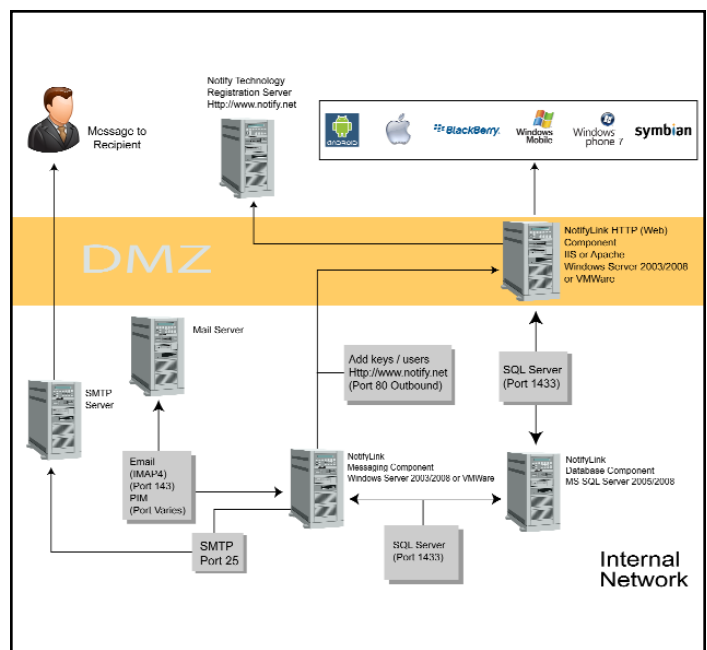 Notify Technology
Registration Server
Http://www.notify.net
Message to
Recipient
ANDROID
BlackBerry.
Windows
Mobile
Windows
phone 7
symbian
DMZ
NotifyLink HTTP (Web)
Component
IIS or Apache
Windows Server 2003/2008
or VMWare
Mail Server
SMTP
Server
Add keys / users
Http://www.notify.net
(Port 80 Outbound)
SQL Server
(Port 1433)
Email
(IMAP4)
(Port 143)
PIM
(Port Varies)
NotifyLink
Messaging Component
Windows Server 2003/2008 or VMWare
NotifyLink
Database Component
MS SQL Server 2005/2008
SMTP
Port 25
SQL Server
(Port 1433)
Internal
Network